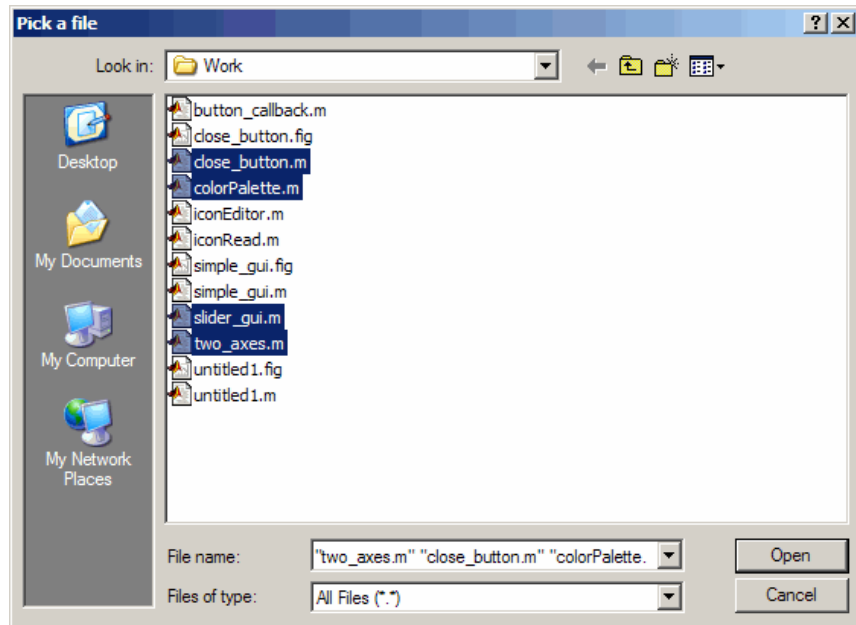 Pick a file
Look in: Work
button_callback.m
close_button.fig
close_button.m
colorPalette.m
iconEditor.m
iconRead.m
simple_gui.fig
simple_gui.m
slider_gui.m
two_axes.m
untitled1.fig
untitled1.m
Desktop
My Documents
My Computer
My Network
Places
File name: "two_axes.m" "close_button.m" "colorPalette. Open
Files of type: All Files (*.*) Cancel